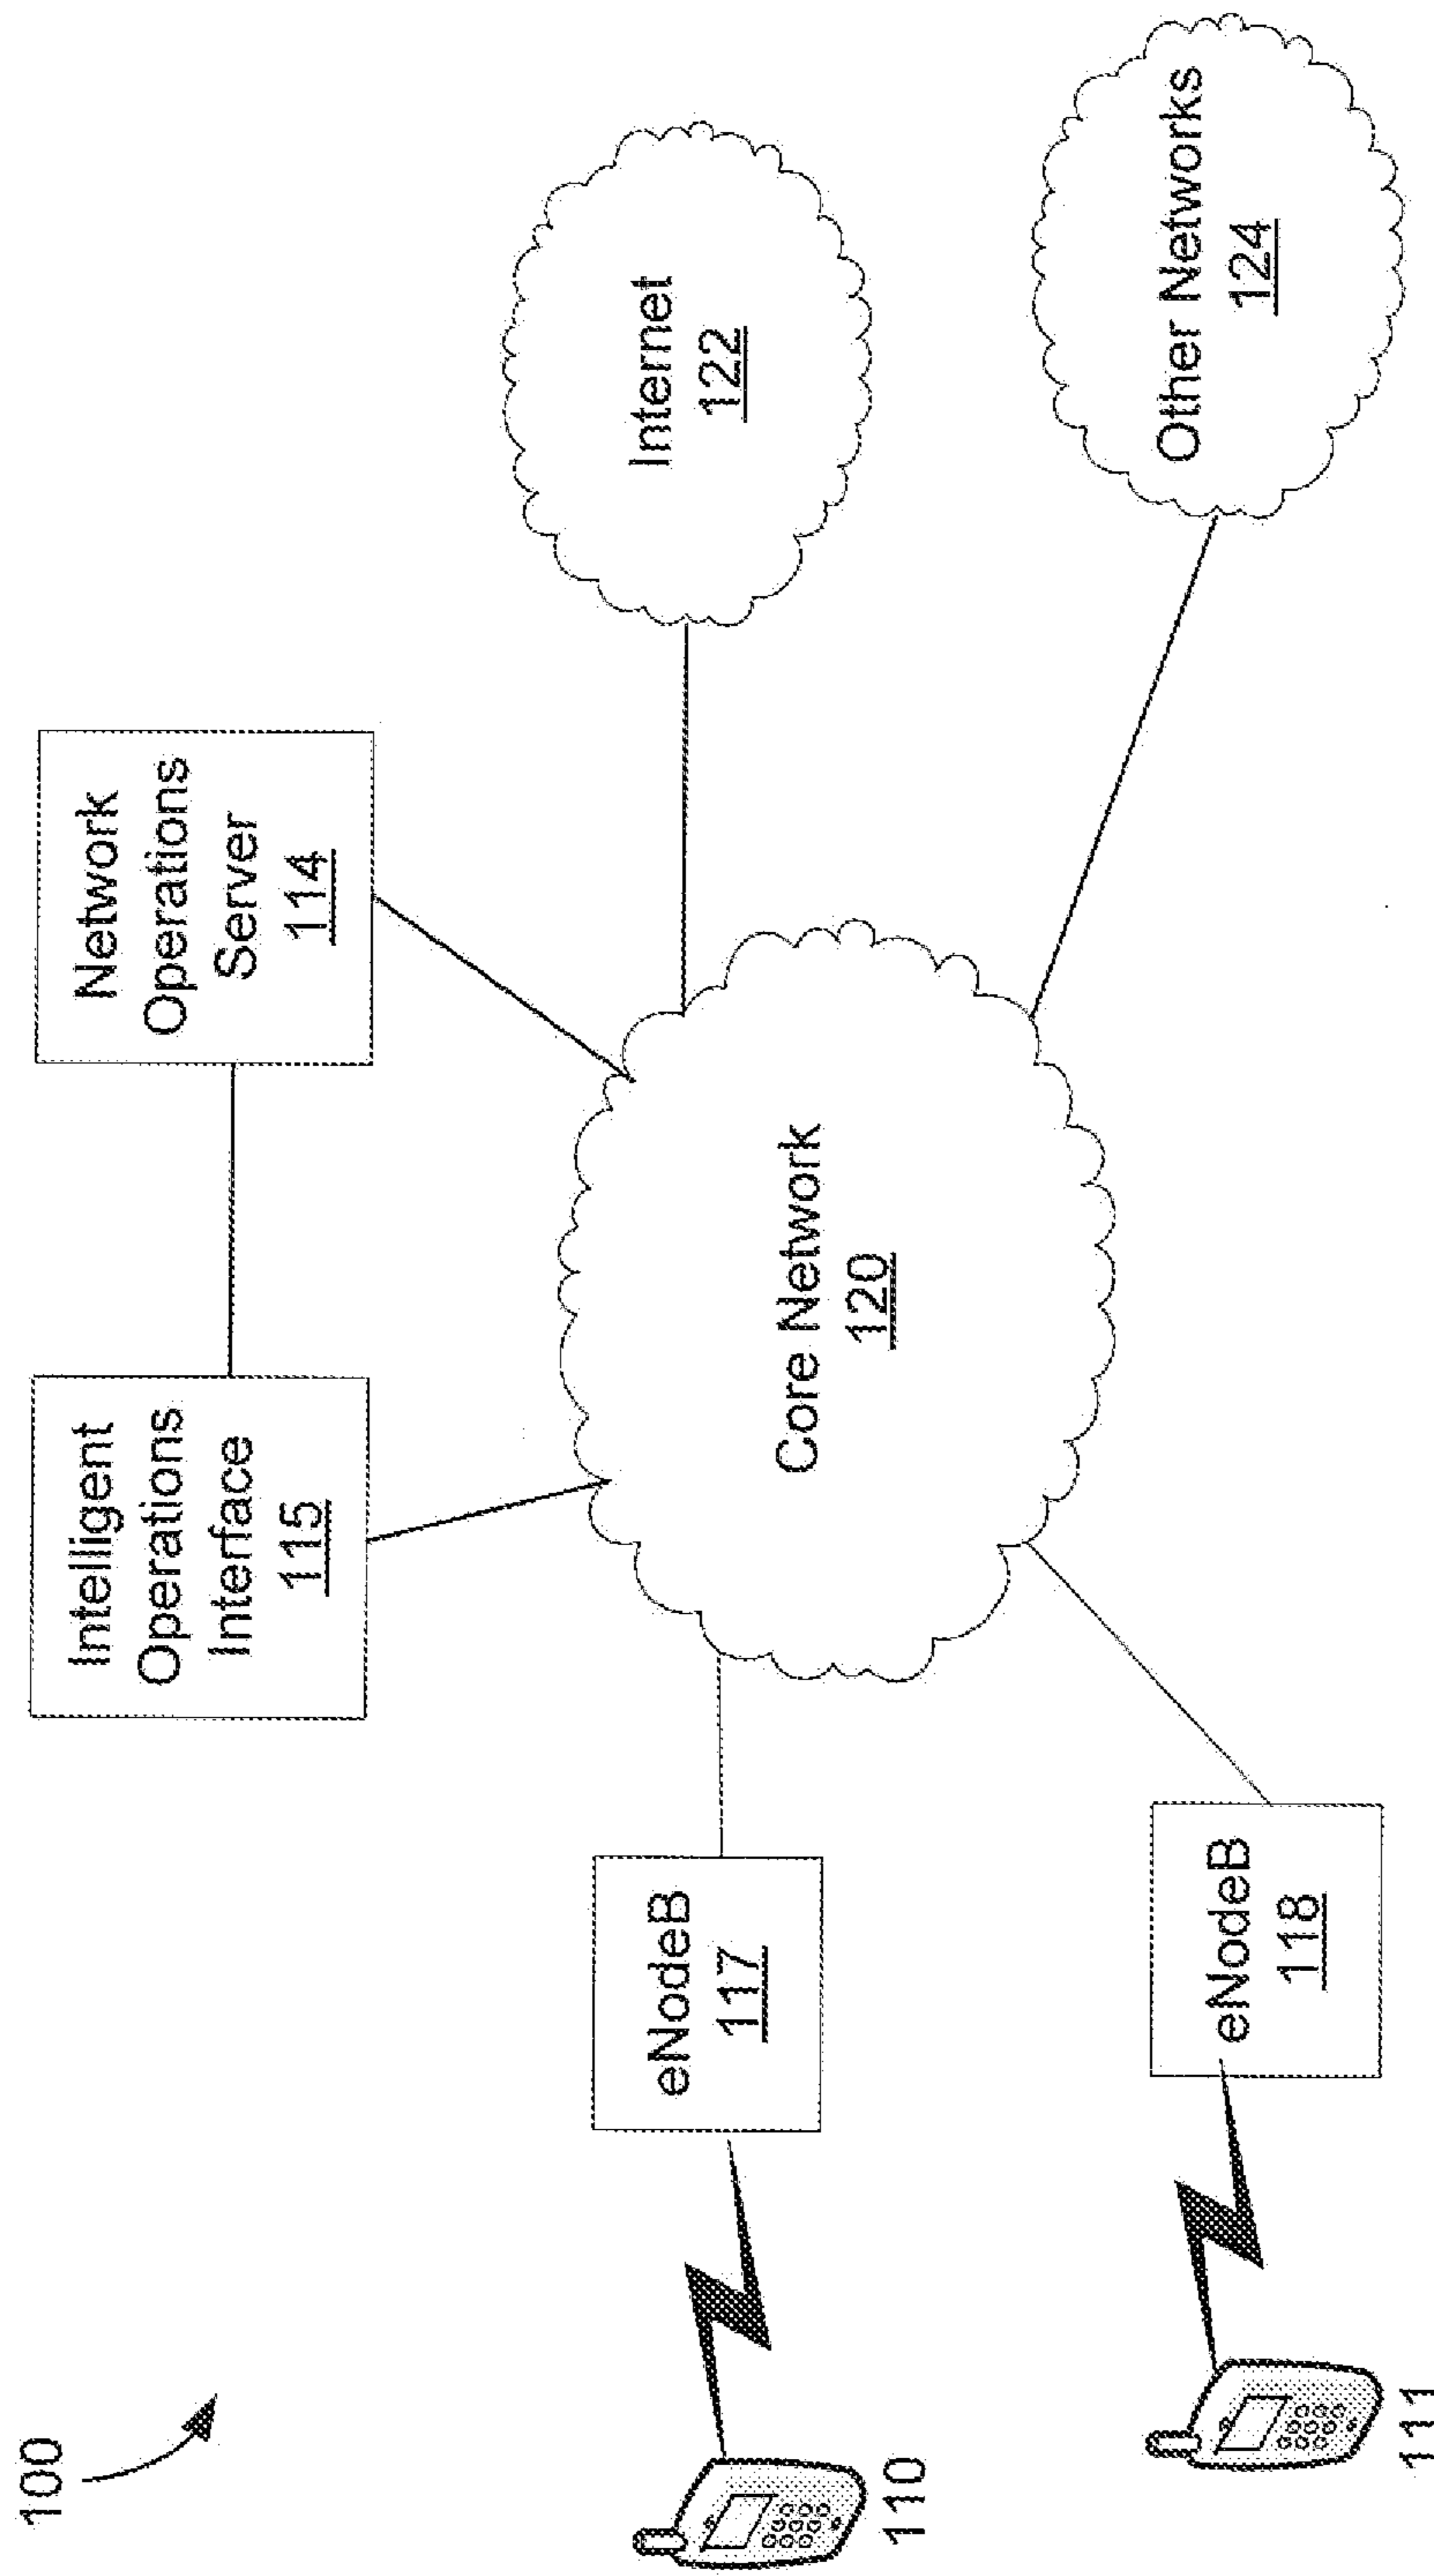 100
Intelligent
Operations
Interface
115
Network
Operations
Server
114
Internet
122
eNodeB
117
Core Network
120
110
Other Networks
124
eNodeB
118
111